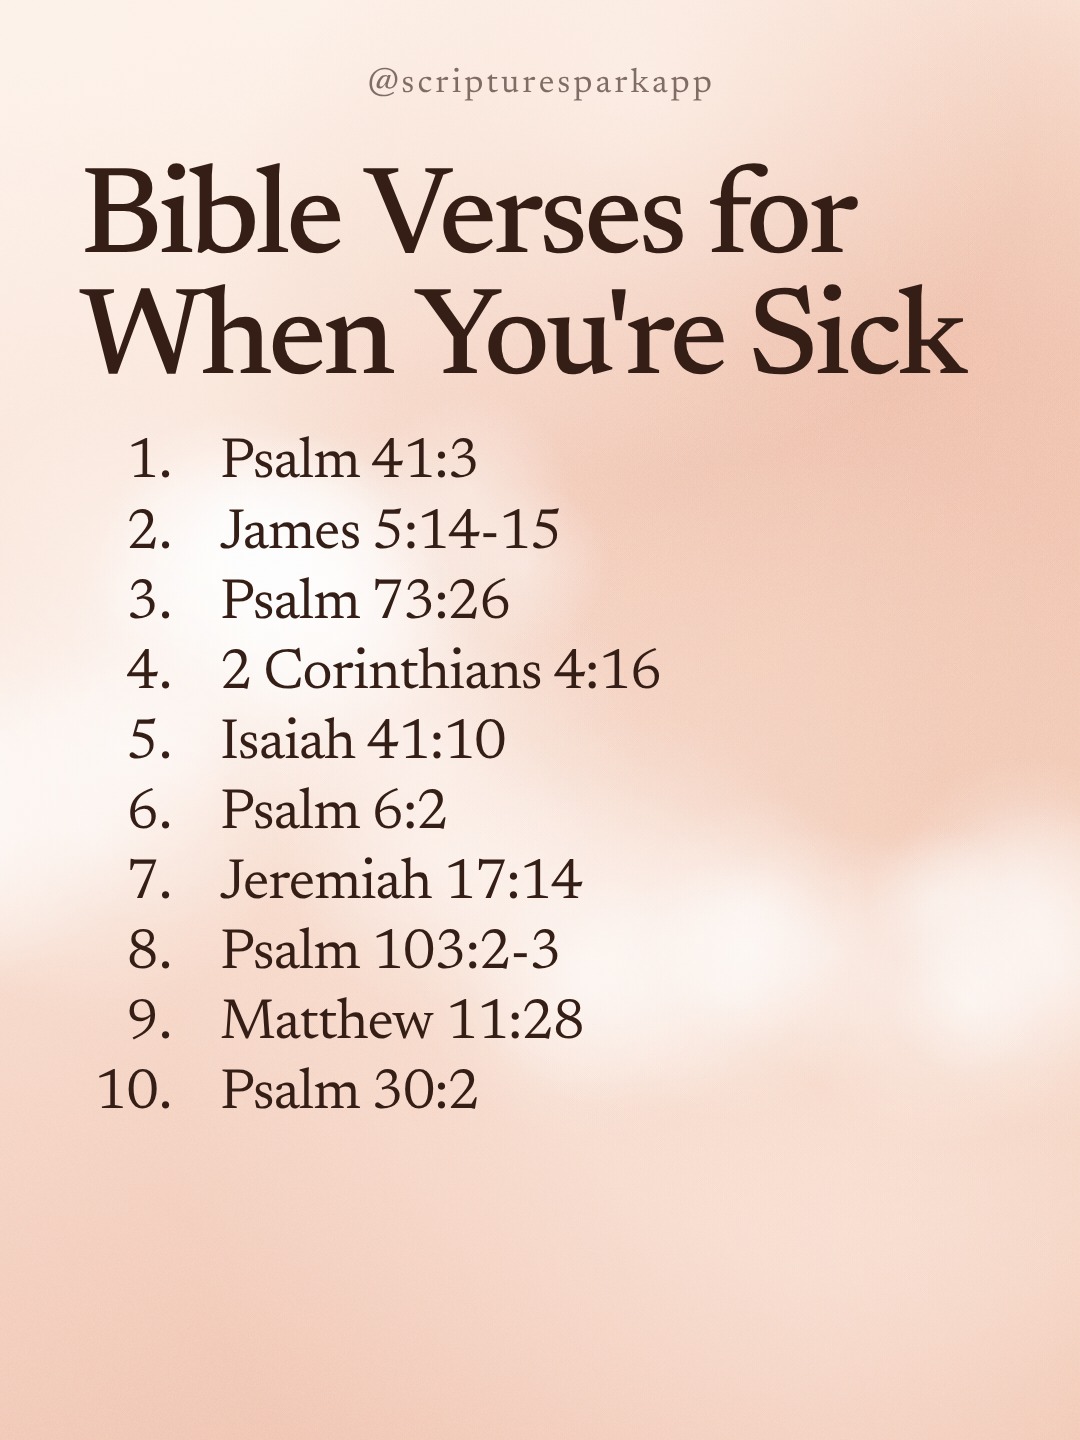 @scripturesparkapp
Bible Verses for
When You're Sick
1. Psalm 41:3
2. James 5:14-15
3. Psalm 73:26
4. 2 Corinthians 4:16
5. Isaiah 41:10
6. Psalm 6:2
7. Jeremiah 17:14
8. Psalm 103:2-3
9. Matthew 11:28
10. Psalm 30:2